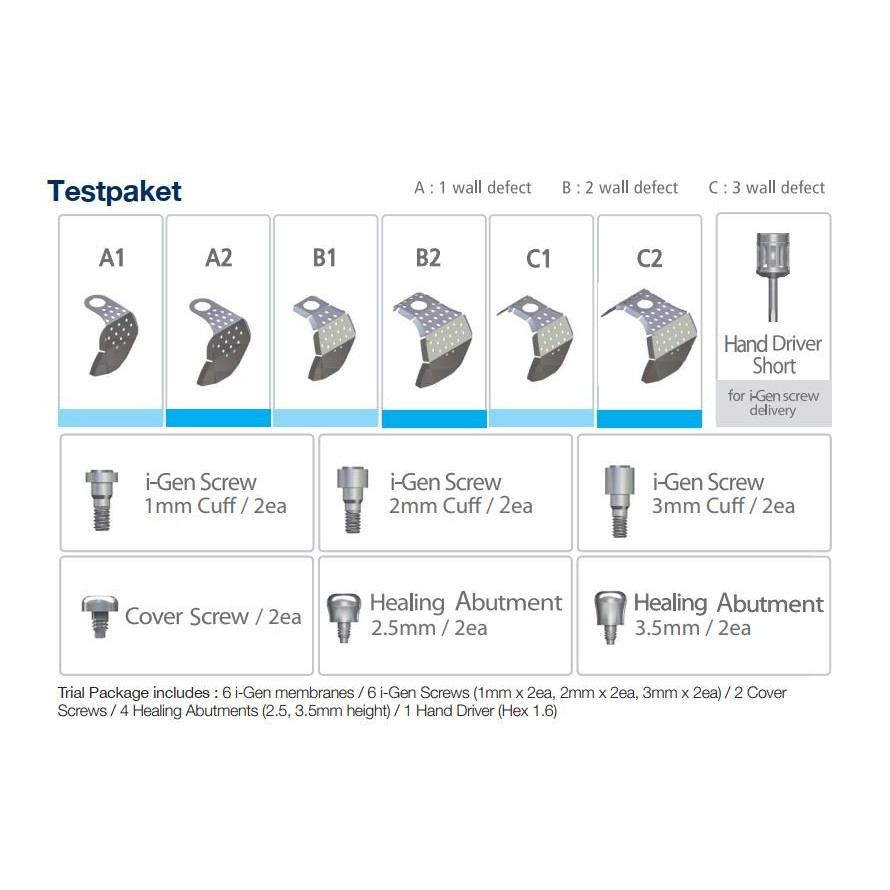 Testpaket
A : 1 wall defect B : 2 wall defect C : 3 wall defect
A1
A2
B1
B2
C1
C2
Hand Driver
Short
for i-Gen screw
delivery
i-Gen Screw
1mm Cuff / 2ea
i-Gen Screw
2mm Cuff / 2ea
i-Gen Screw
3mm Cuff / 2ea
Cover Screw / 2ea
Healing Abutment
2.5mm / 2ea
Healing Abutment
3.5mm / 2ea
Trial Package includes : 6 i-Gen membranes / 6 i-Gen Screws (1mm x 2ea, 2mm x 2ea, 3mm x 2ea) / 2 Cover
Screws / 4 Healing Abutments (2.5, 3.5mm height) / 1 Hand Driver (Hex 1.6)